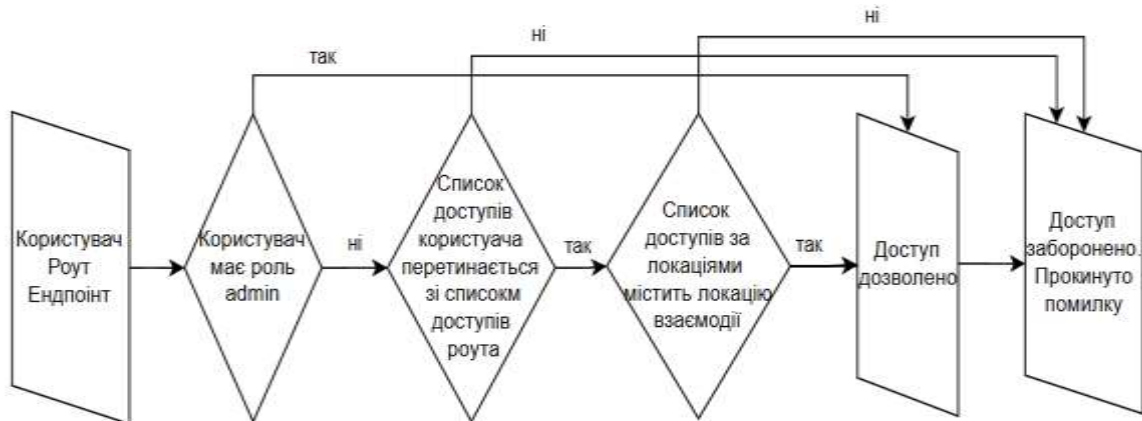 ні
ні
так
Користувач
Роут
Ендпоінт
Користувач
має роль
admin
ні
Список
доступів
користуача
перетинається
зі списокм
доступів
роута
так
Список
доступів за
локаціями
містить локацію
взаємодії
так
Доступ
дозволено
Доступ
заборонено.
Прокинуто
помилку